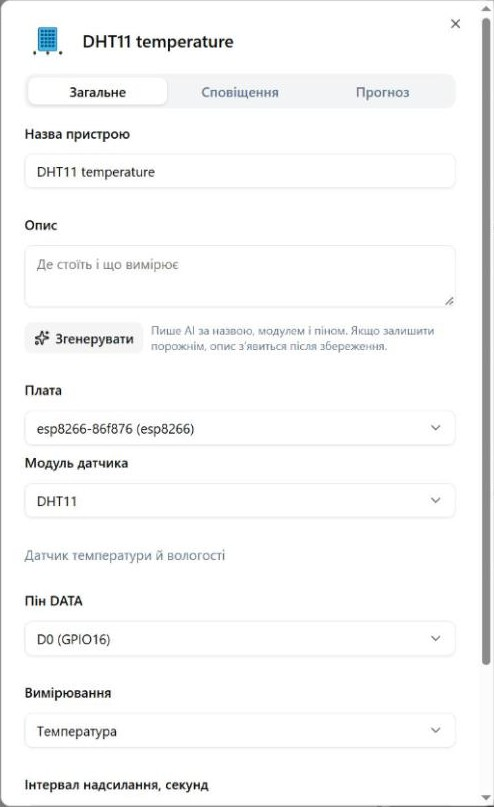 DHT11 temperature
Загальне
Сповіщення
Прогноз
Назва пристрою
DHT11 temperature
Опис
Де стоїть і що вимірює
Згенерувати
Пише AI за назвою, модулем і піном. Якщо залишити
порожнім, опис з'явиться після збереження.
Плата
esp8266-86f876 (esp8266)
Модуль датчика
DHT11
Датчик температури й вологості
Пін DATA
D0 (GPIO16)
Вимірювання
Температура
Інтервал надсилання, секунд